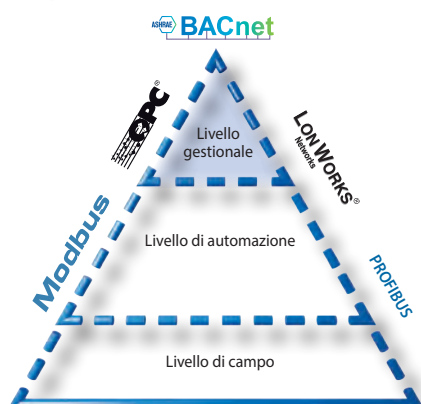 ASHRAE BACnet
OPC®
LONWORKS®
Networks
Livello
gestionale
Modbus
Livello di automazione
PROFIBUS
Livello di campo